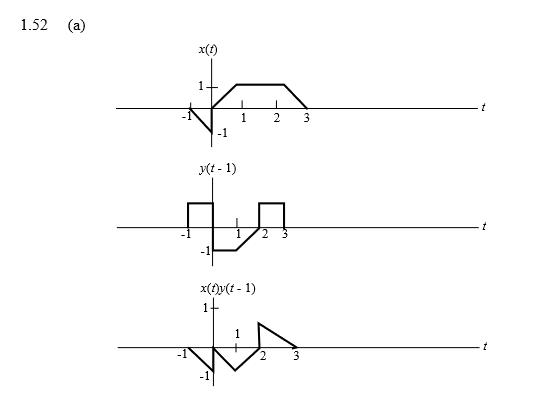 1.52 (a)
x(t)
1
-1 1 2 3 t
-1
y(t - 1)
-1 1 2 3 t
-1
x(t)y(t - 1)
1
1
-1 2 3 t
-1